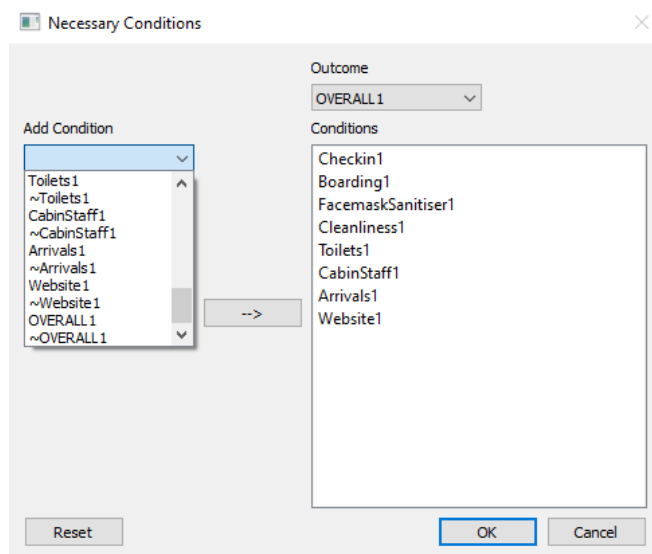 Necessary Conditions
Outcome
OVERALL1
Add Condition
Conditions
Toilets1
~Toilets1
CabinStaff1
~CabinStaff1
Arrivals1
~Arrivals1
Website1
~Website1
OVERALL1
~OVERALL1
-->
Checkin1
Boarding1
FacemaskSanitiser1
Cleanliness1
Toilets1
CabinStaff1
Arrivals1
Website1
Reset
OK
Cancel